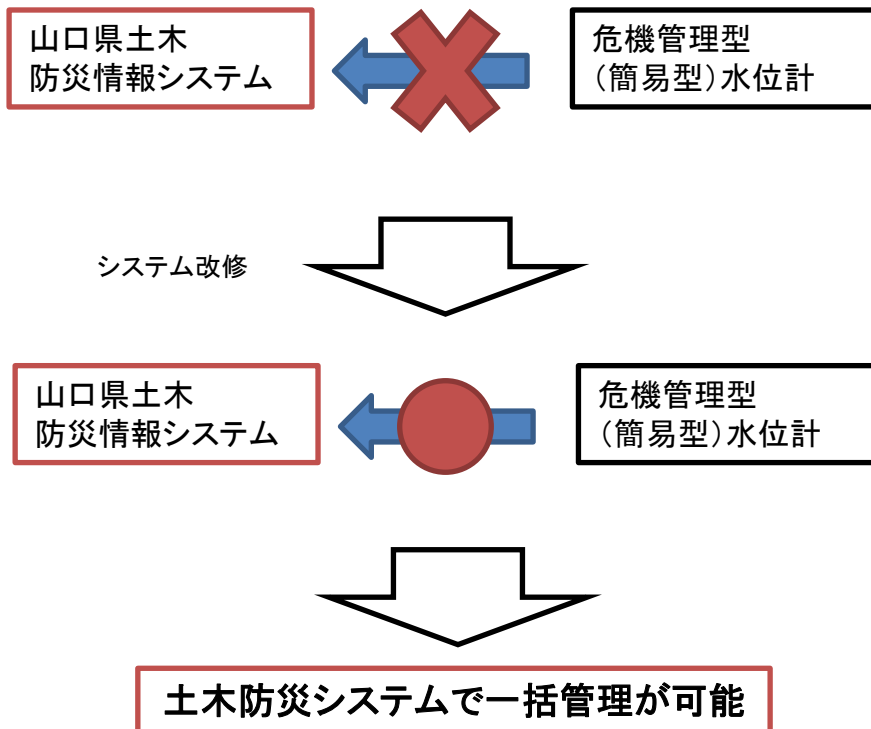 山口県土木
防災情報システム
危機管理型
（簡易型）水位計
システム改修
山口県土木
防災情報システム
危機管理型
（簡易型）水位計
土木防災システムで一括管理が可能